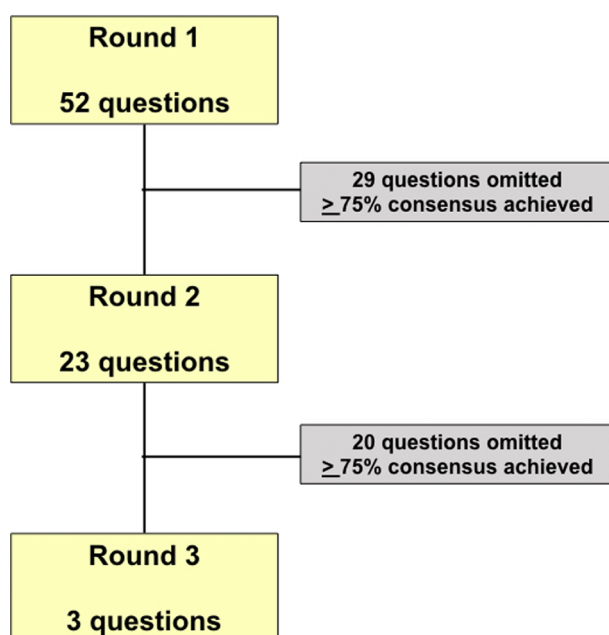 Round 1
52 questions
29 questions omitted
≥ 75% consensus achieved
Round 2
23 questions
20 questions omitted
≥ 75% consensus achieved
Round 3
3 questions